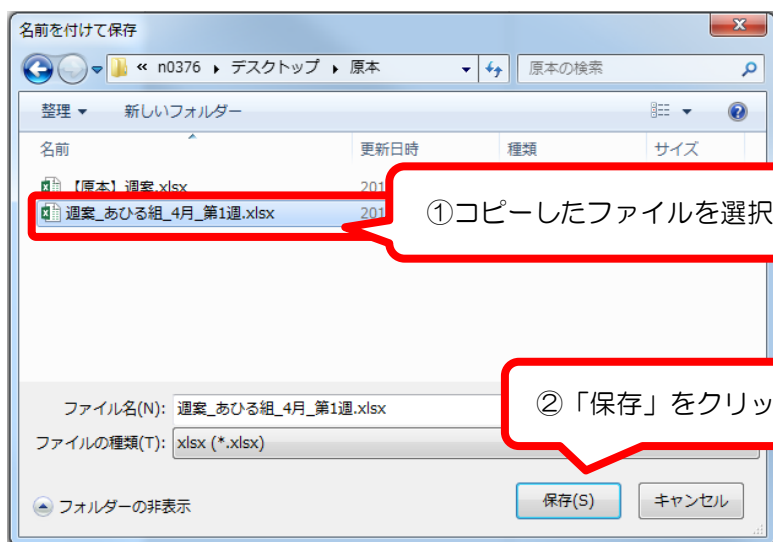 名前を付けて保存
« n0376 ▸ デスクトップ ▸ 原本
原本の検索
整理 ▼ 新しいフォルダー
名前 更新日時 種類 サイズ
【原本】週案.xlsx 201
週案_あひる組_4月_第1週.xlsx 201
①コピーしたファイルを選択
ファイル名(N): 週案_あひる組_4月_第1週.xlsx
②「保存」をクリッ
ファイルの種類(T): xlsx (*.xlsx)
フォルダーの非表示 保存(S) キャンセル